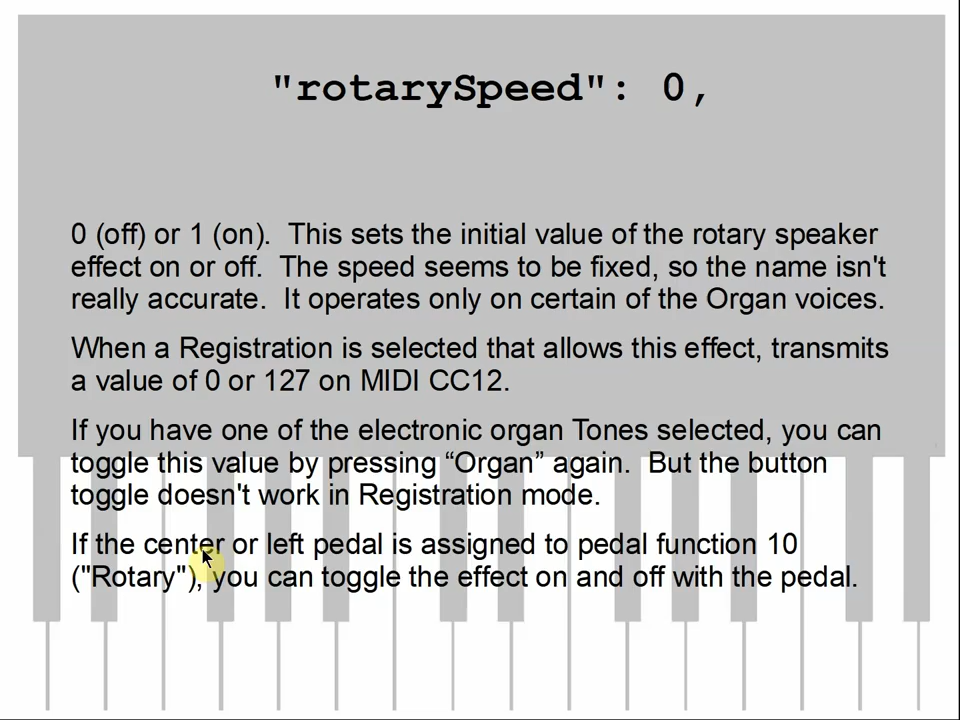 "rotarySpeed": 0,
0 (off) or 1 (on).  This sets the initial value of the rotary speaker
effect on or off.  The speed seems to be fixed, so the name isn't
really accurate.  It operates only on certain of the Organ voices.
When a Registration is selected that allows this effect, transmits
a value of 0 or 127 on MIDI CC12.
If you have one of the electronic organ Tones selected, you can
toggle this value by pressing “Organ” again.  But the button
toggle doesn't work in Registration mode.
If the center or left pedal is assigned to pedal function 10
("Rotary"), you can toggle the effect on and off with the pedal.